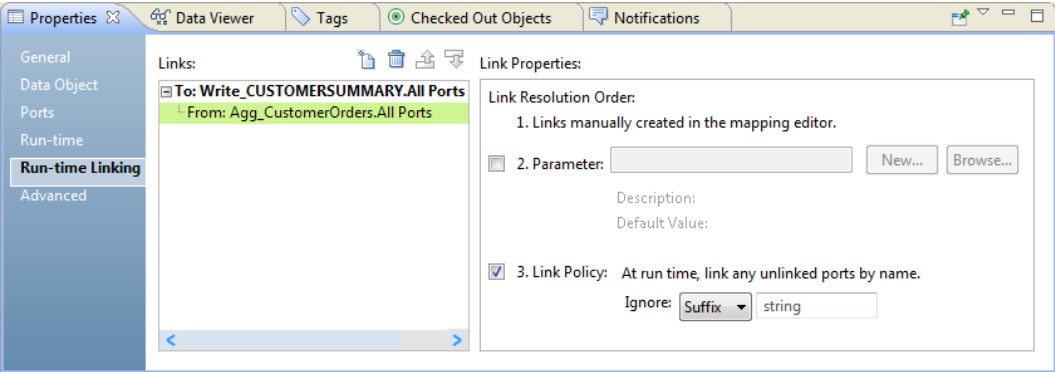 Properties Data Viewer Tags Checked Out Objects Notifications
General
Data Object
Ports
Run-time
Run-time Linking
Advanced
Links:
To: Write_CUSTOMERSUMMARY.All Ports
From: Agg_CustomerOrders.All Ports
Link Properties:
Link Resolution Order:
1. Links manually created in the mapping editor.
2. Parameter: New... Browse...
Description:
Default Value:
3. Link Policy: At run time, link any unlinked ports by name.
Ignore: Suffix string